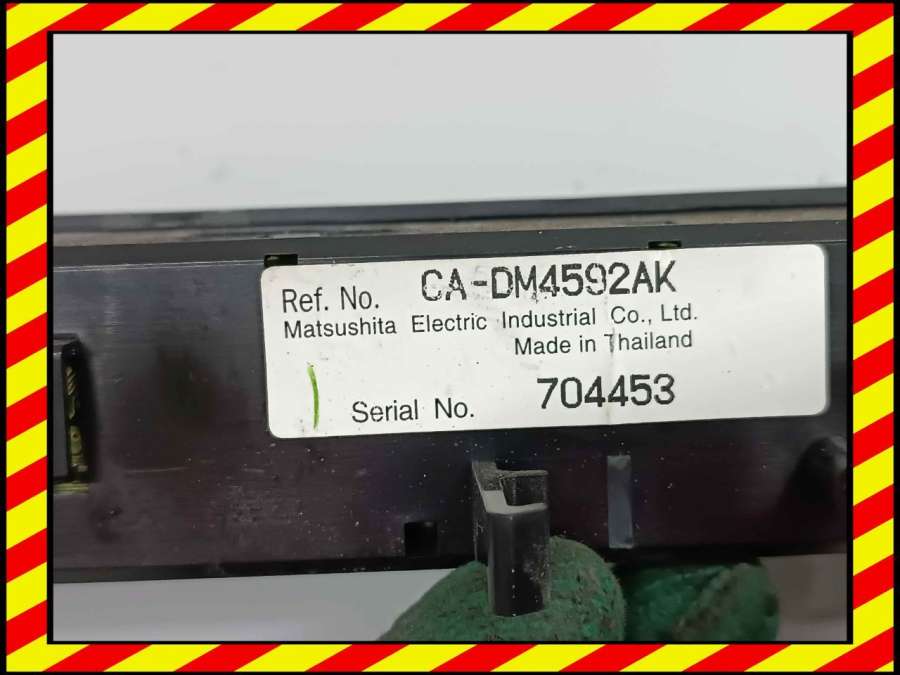 Ref. No. CA-DM4592AK
Matsushita Electric Industrial Co., Ltd.
Made in Thailand
Serial No. 704453